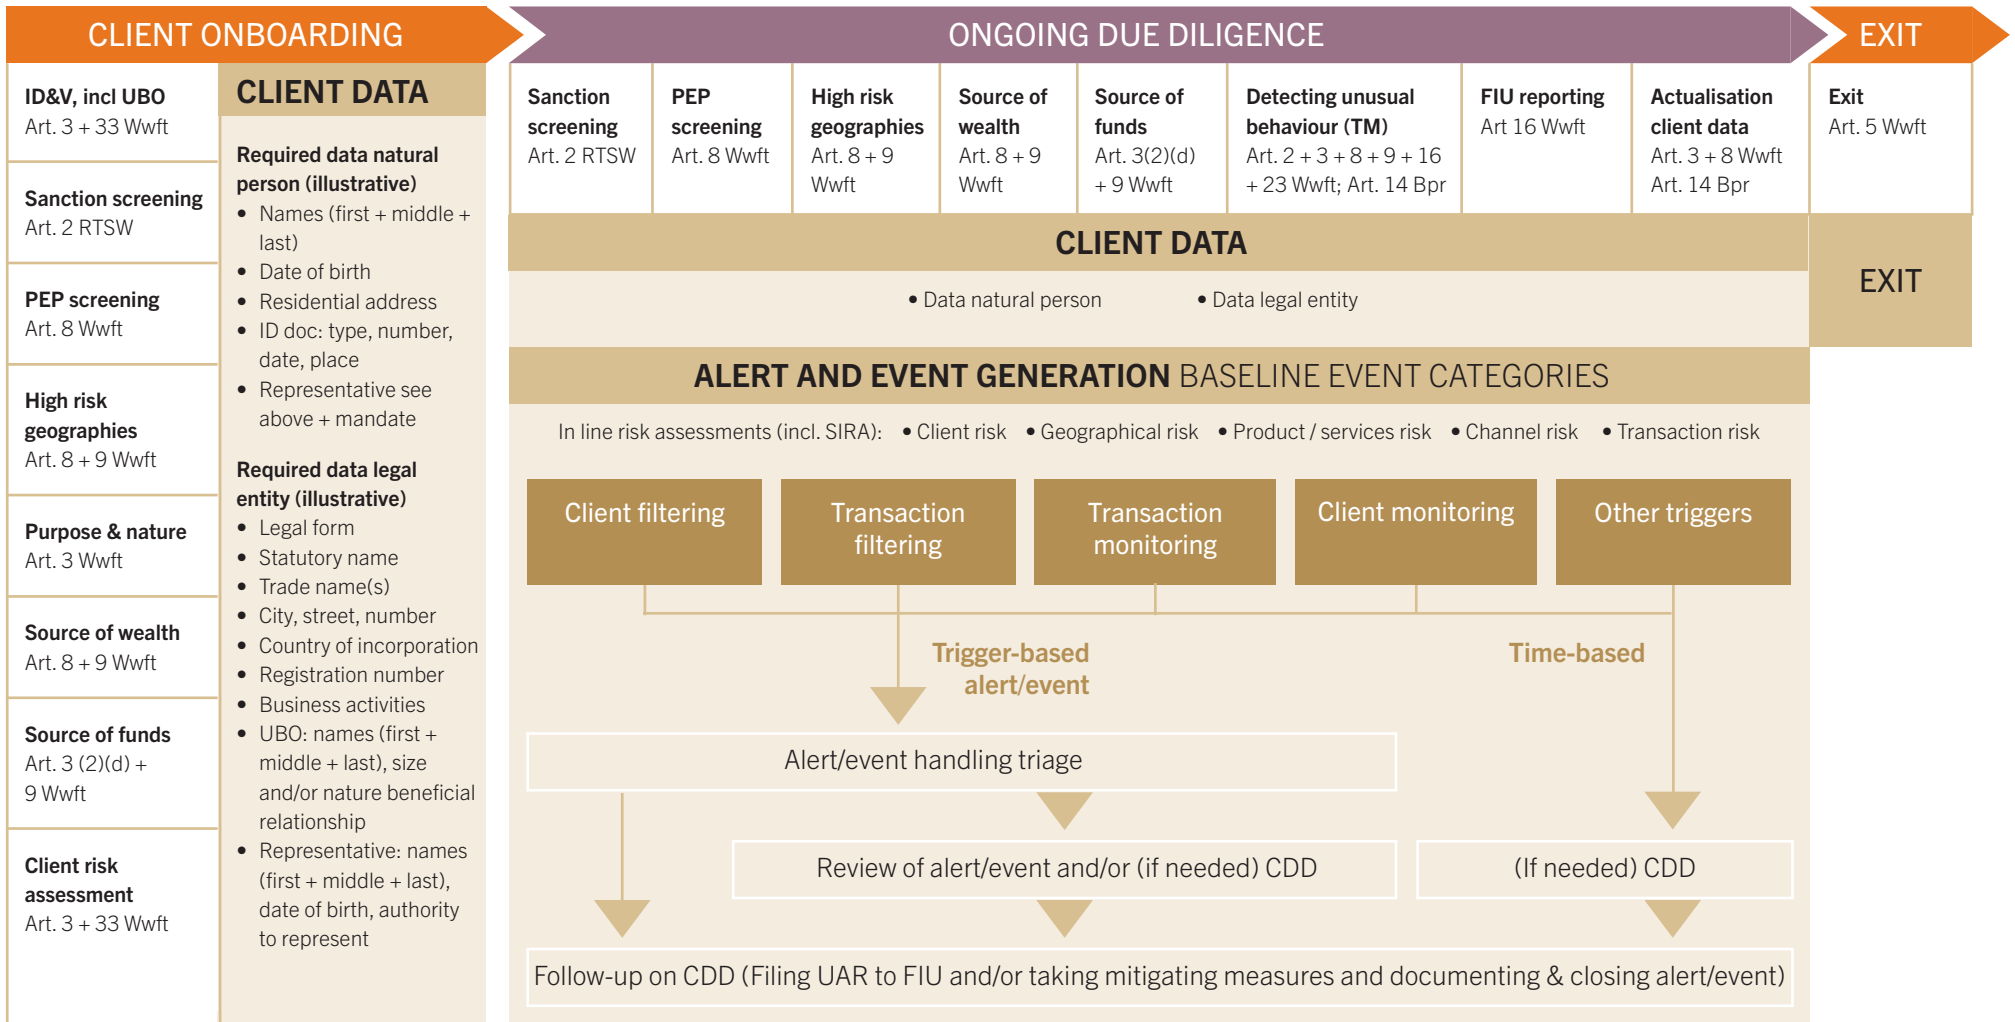 CLIENT ONBOARDING
ONGOING DUE DILIGENCE
EXIT
ID&V, incl UBO
Art. 3 + 33 Wwft
Sanction screening
Art. 2 RTSW
PEP screening
Art. 8 Wwft
High risk
geographies
Art. 8 + 9 Wwft
Purpose & nature
Art. 3 Wwft
Source of wealth
Art. 8 + 9 Wwft
Source of funds
Art. 3 (2)(d) +
9 Wwft
Client risk
assessment
Art. 3 + 33 Wwft
CLIENT DATA
Required data natural
person (illustrative)
• Names (first + middle +
last)
• Date of birth
• Residential address
• ID doc: type, number,
date, place
• Representative see
above + mandate
Required data legal
entity (illustrative)
• Legal form
• Statutory name
• Trade name(s)
• City, street, number
• Country of incorporation
• Registration number
• Business activities
• UBO: names (first +
middle + last), size
and/or nature beneficial
relationship
• Representative: names
(first + middle + last),
date of birth, authority
to represent
Sanction
screening
Art. 2 RTSW
PEP
screening
Art. 8 Wwft
High risk
geographies
Art. 8 + 9
Wwft
Source of
wealth
Art. 8 + 9
Wwft
Source of
funds
Art. 3(2)(d)
+ 9 Wwft
Detecting unusual
behaviour (TM)
Art. 2 + 3 + 8 + 9 + 16
+ 23 Wwft; Art. 14 Bpr
FIU reporting
Art 16 Wwft
Actualisation
client data
Art. 3 + 8 Wwft
Art. 14 Bpr
Exit
Art. 5 Wwft
CLIENT DATA
• Data natural person • Data legal entity
EXIT
ALERT AND EVENT GENERATION BASELINE EVENT CATEGORIES
In line risk assessments (incl. SIRA): • Client risk • Geographical risk • Product / services risk • Channel risk • Transaction risk
Client filtering
Transaction
filtering
Transaction
monitoring
Client monitoring
Other triggers
Trigger-based
alert/event
Time-based
Alert/event handling triage
Review of alert/event and/or (if needed) CDD
(If needed) CDD
Follow-up on CDD (Filing UAR to FIU and/or taking mitigating measures and documenting & closing alert/event)